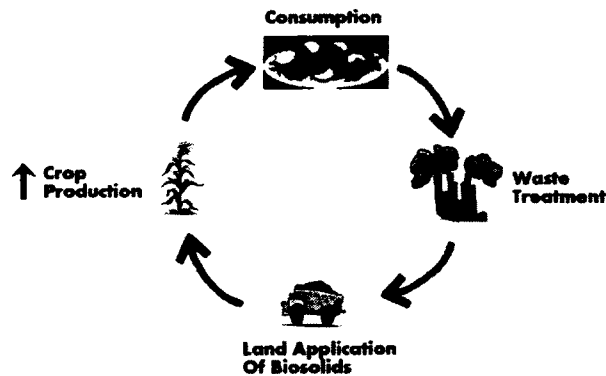 Consumption
Crop
Production
Waste
Treatment
Land Application
Of Biosolids